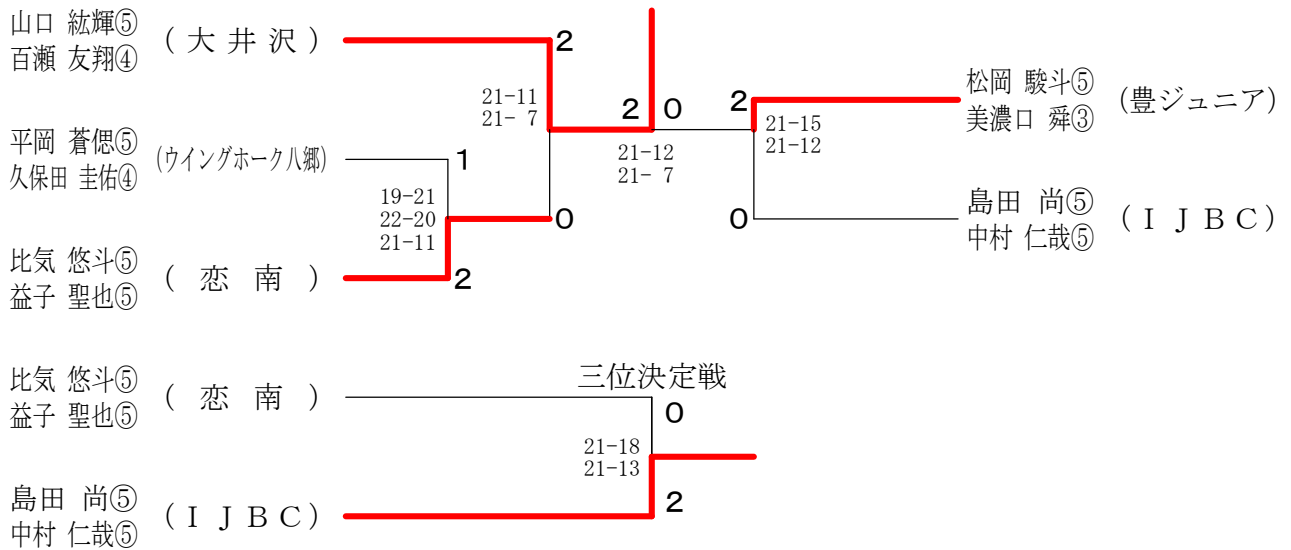 山口 紘輝⑤
百瀬 友翔④
(大井沢)
2
21-11
21- 7
2 0
21-12
21- 7
2
21-15
21-12
松岡 駿斗⑤
美濃口 舜③
(豊ジュニア)
平岡 蒼偲⑤
久保田 圭佑④
(ウイングホーク八郷)
1
19-21
22-20
21-11
0
0
島田 尚⑤
中村 仁哉⑤
(IJBC)
比気 悠斗⑤
益子 聖也⑤
(恋南)
2
比気 悠斗⑤
益子 聖也⑤
(恋南)
三位決定戦
0
21-18
21-13
島田 尚⑤
中村 仁哉⑤
(IJBC)
2